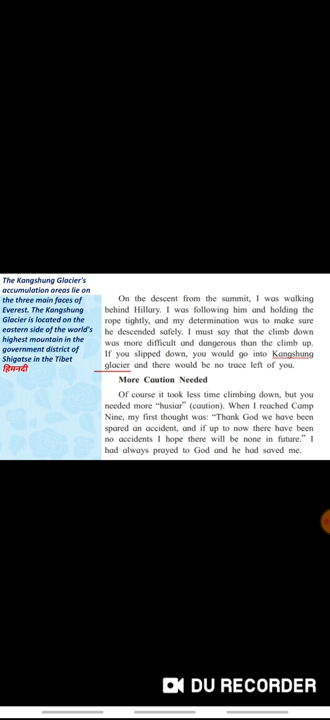 The Kangshung Glacier's
accumulation areas lie on
the three main faces of
Everest. The Kangshung
Glacier is located on the
eastern side of the world's
highest mountain in the
government district of
Shigatse in the Tibet
हिमनदी
On the descent from the summit, I was walking
behind Hillary. I was following him and holding the
rope tightly, and my determination was to make sure
he descended safely. I must say that the climb down
was more difficult and dangerous than the climb up.
If you slipped down, you would go into Kangshung
glacier and there would be no trace left of you.
More Caution Needed
Of course it took less time climbing down, but you
needed more "husiar" (caution). When I reached Camp
Nine, my first thought was: "Thank God we have been
spared an accident, and if up to now there have been
no accidents I hope there will be none in future." I
had always prayed to God and he had saved me.
DU RECORDER